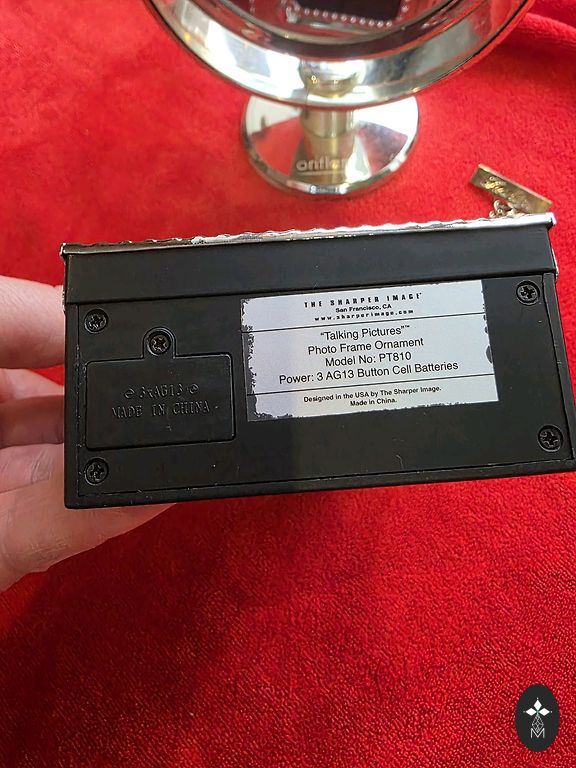 oriflame
THE SHARPER IMAGE®
San Francisco, CA
www.sharperimage.com
"Talking Pictures"™
Photo Frame Ornament
Model No: PT810
Power: 3 AG13 Button Cell Batteries
Designed in the USA by The Sharper Image.
Made in China.
3xAG13
MADE IN CHINA
M